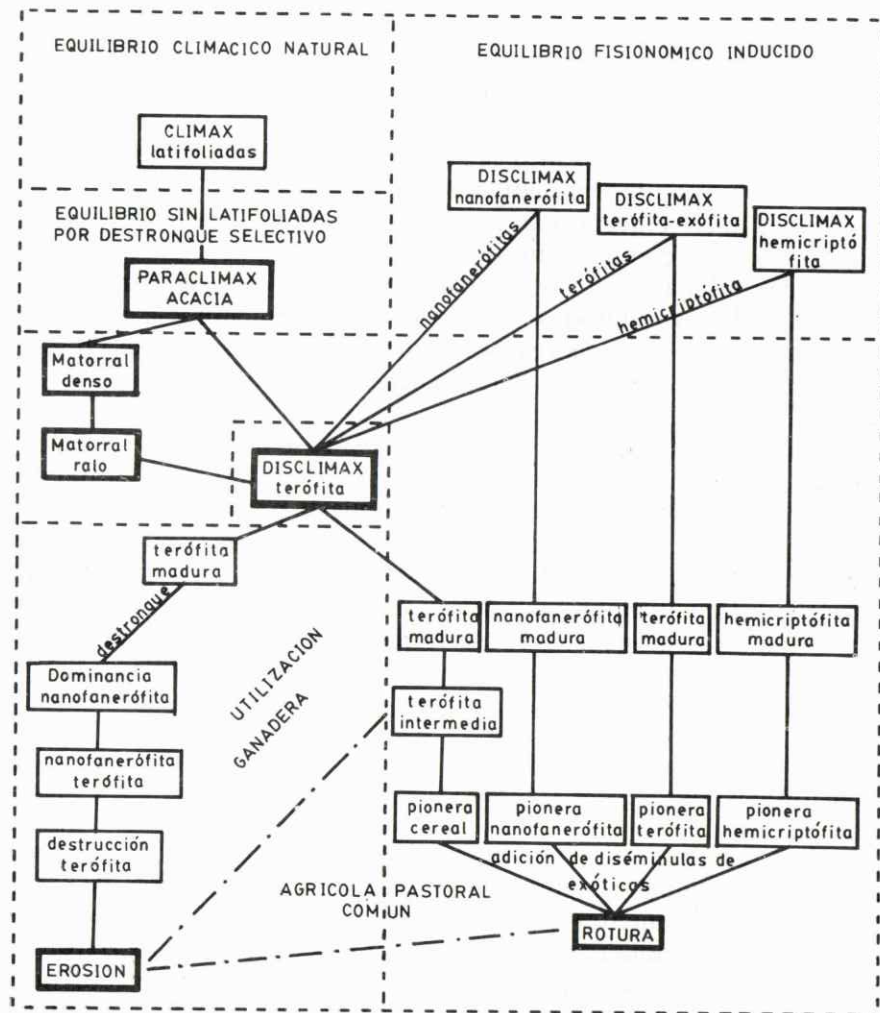 EQUILIBRIO CLIMACICO NATURAL
EQUILIBRIO FISIONOMICO INDUCIDO
CLIMAX
latifoliadas
DISCLIMAX
nanofanerófita
DISCLIMAX
terófita-exófita
DISCLIMAX
hemicriptó
fita
EQUILIBRIO SIN LATIFOLIADAS
POR DESTRONQUE SELECTIVO
PARACLIMAX
ACACIA
nanofanerófitas
terófitas
hemicriptófita
Matorral
denso
Matorral
ralo
DISCLIMAX
terófita
terófita
madura
destronque
Dominancia
nanofanerófita
nanofanerófita
terófita
destrucción
terófita
EROSION
UTILIZACION
GANADERA
terófita
madura
nanofanerófita
madura
terófita
madura
hemicriptófita
madura
terófita
intermedia
pionera
cereal
pionera
nanofanerófita
pionera
terófita
pionera
hemicriptófita
adición de diséminulas de
exóticas
AGRICOLA PASTORAL
COMUN
ROTURA